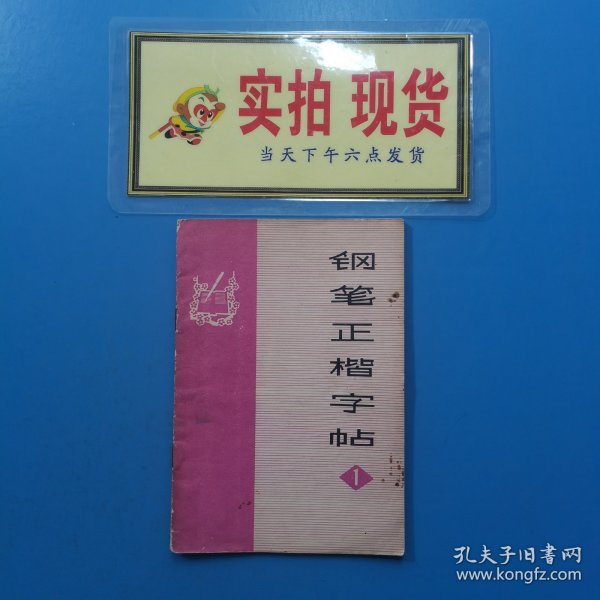 实拍 现货
当天下午六点发货
钢笔正楷字帖
1
孔夫子旧书网
www.kongfz.com